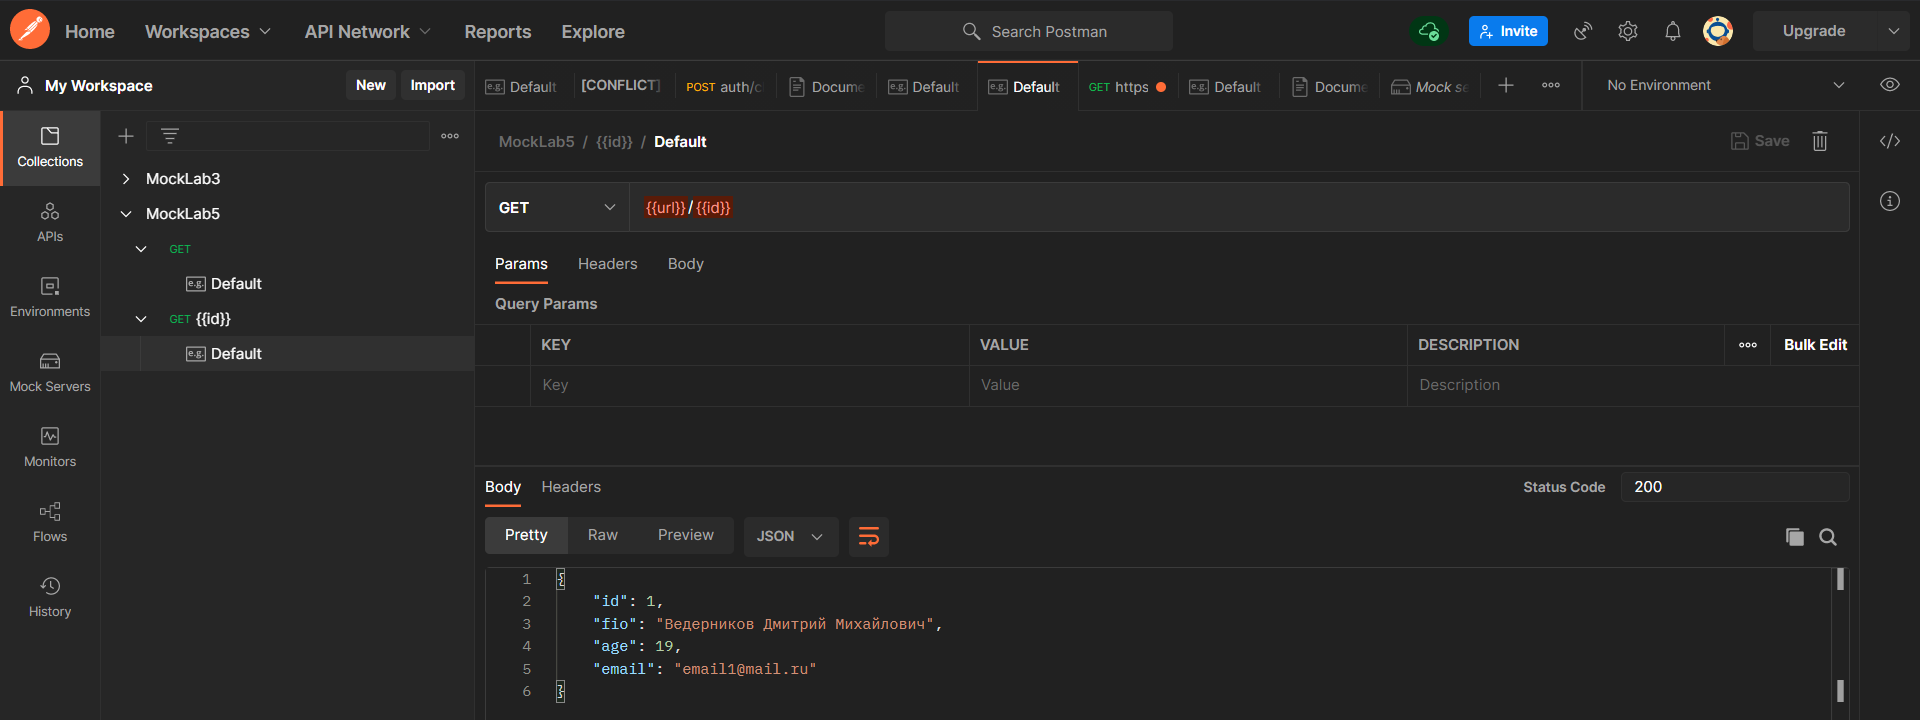 Home Workspaces API Network Reports Explore Search Postman Invite Upgrade
My Workspace New Import
e.g. Default [CONFLICT] POST auth/c Docume e.g. Default e.g. Default GET https e.g. Default Docume Mock se No Environment
Collections
APIs
Environments
Mock Servers
Monitors
Flows
History
MockLab3
MockLab5
GET
e.g. Default
GET {{id}}
e.g. Default
MockLab5 / {{id}} / Default Save
GET {{url}}/{{id}}
Params Headers Body
Query Params
KEY VALUE DESCRIPTION Bulk Edit
Key Value Description
Body Headers Status Code 200
Pretty Raw Preview JSON
1 {
2 "id": 1,
3 "fio": "Ведерников Дмитрий Михайлович",
4 "age": 19,
5 "email": "email1@mail.ru"
6 }